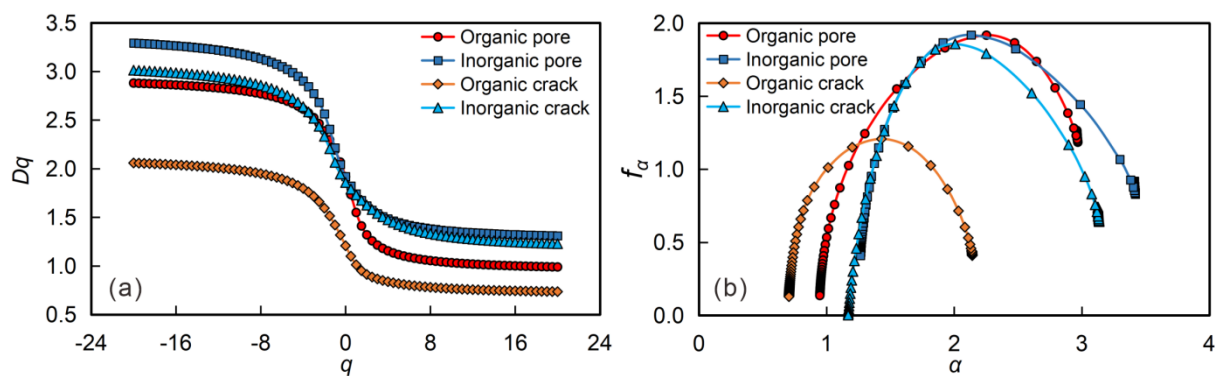 3.5
3.0
2.5
2.0
1.5
1.0
0.5
Dq
-24 -16 -8 0 8 16 24
q
(a)
Organic pore
Inorganic pore
Organic crack
Inorganic crack
2.0
1.5
1.0
0.5
0.0
fα
0 1 2 3 4
α
(b)
Organic pore
Inorganic pore
Organic crack
Inorganic crack